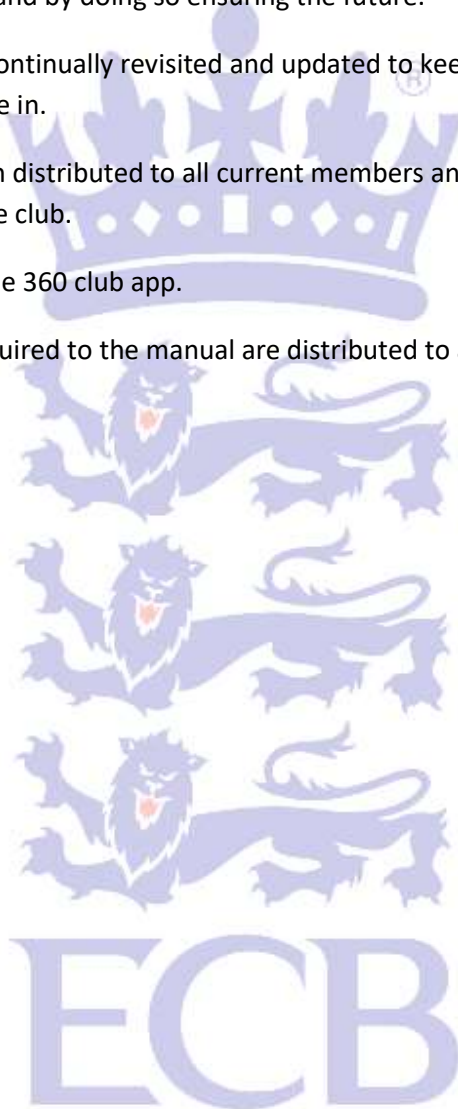 and by doing so ensuring the future.
ontinually revisited and updated to kee
e in.
n distributed to all current members an
e club.
e 360 club app.
uired to the manual are distributed to
®
ECB